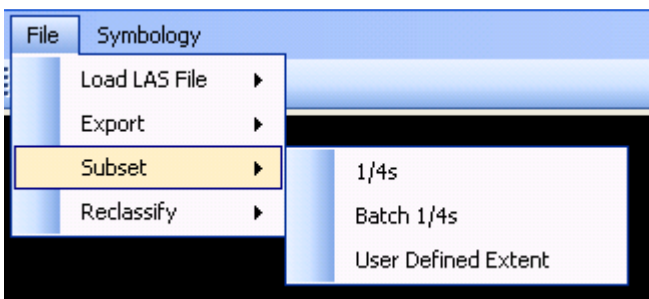 File Symbology
Load LAS File
Export
Subset
Reclassify
1/4s
Batch 1/4s
User Defined Extent